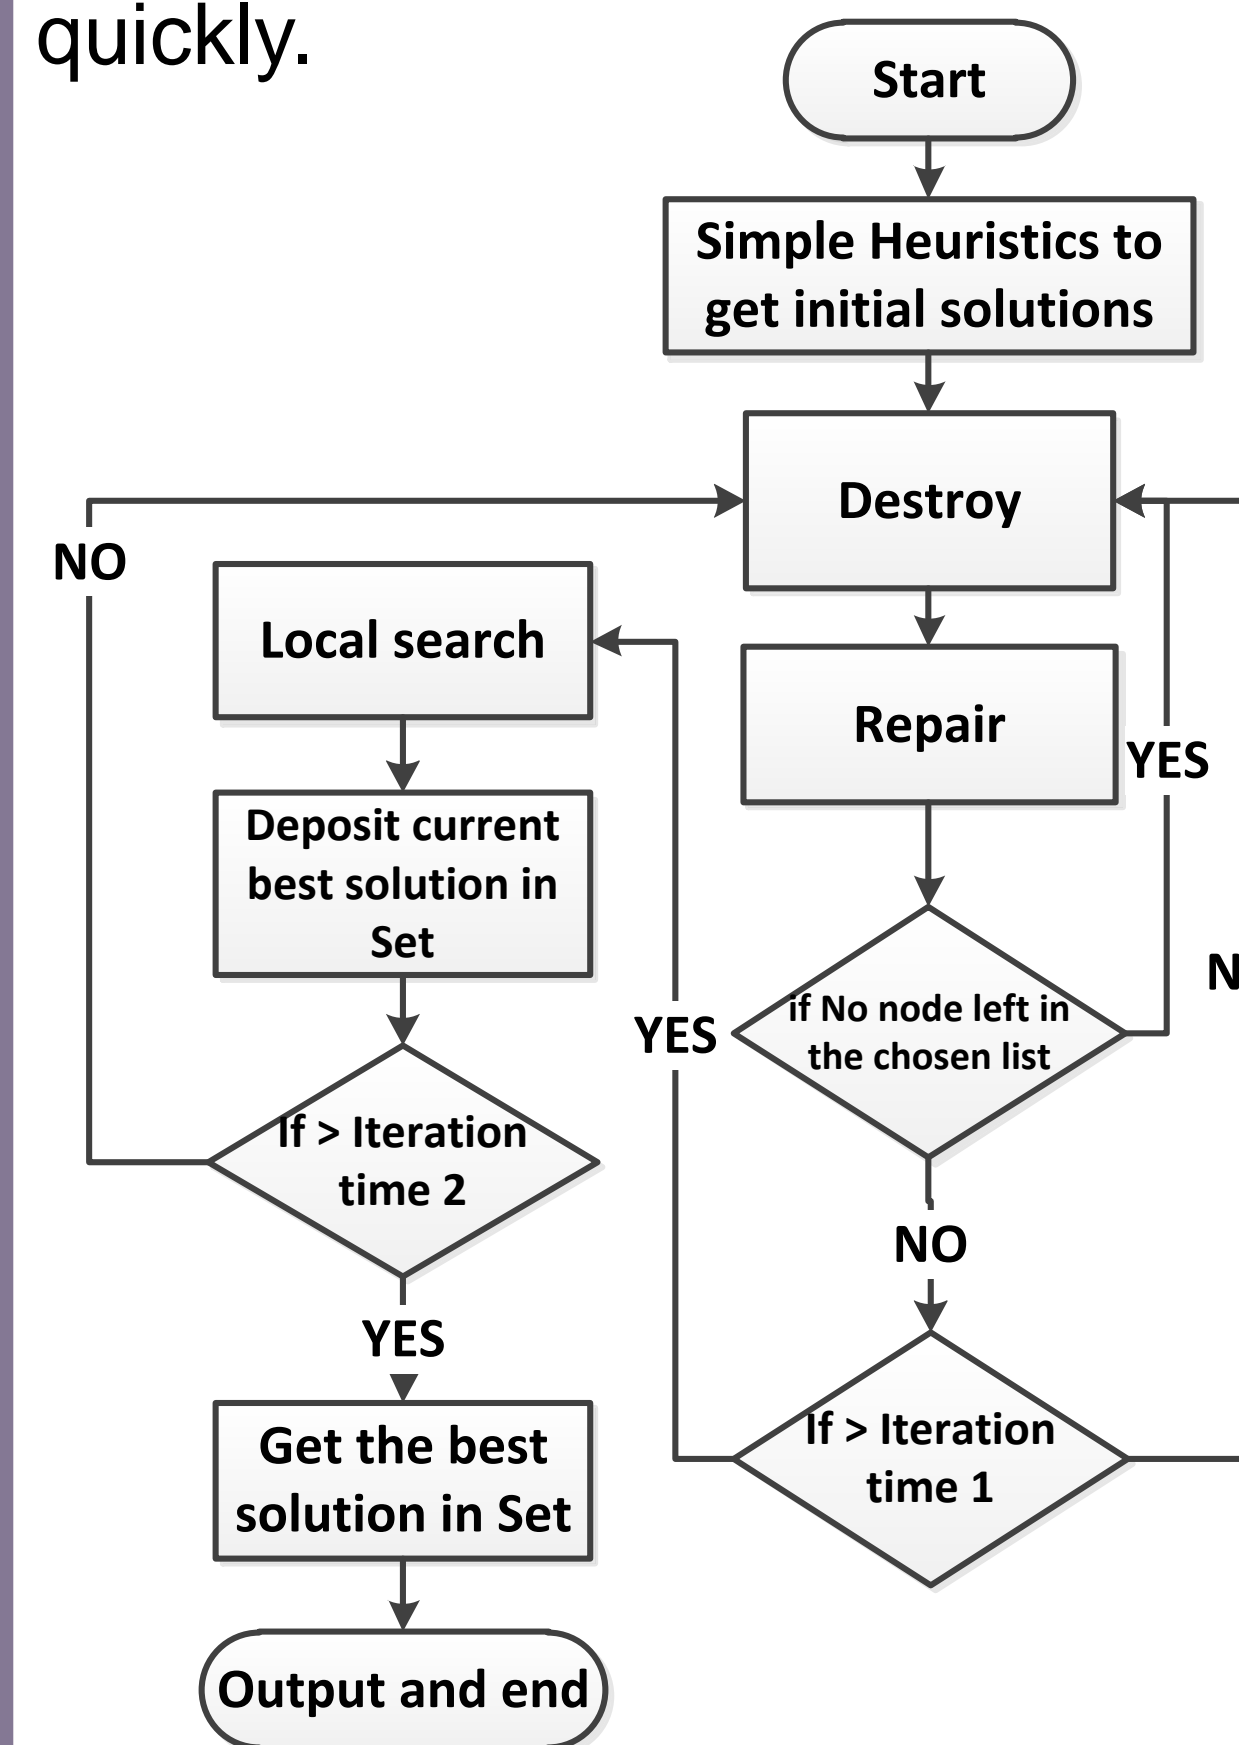 quickly.
Start
Simple Heuristics to
get initial solutions
Destroy
NO
Local search
Repair
YES
Deposit current
best solution in
Set
N
if No node left in
the chosen list
YES
If > Iteration
time 2
NO
YES
If > Iteration
time 1
Get the best
solution in Set
Output and end